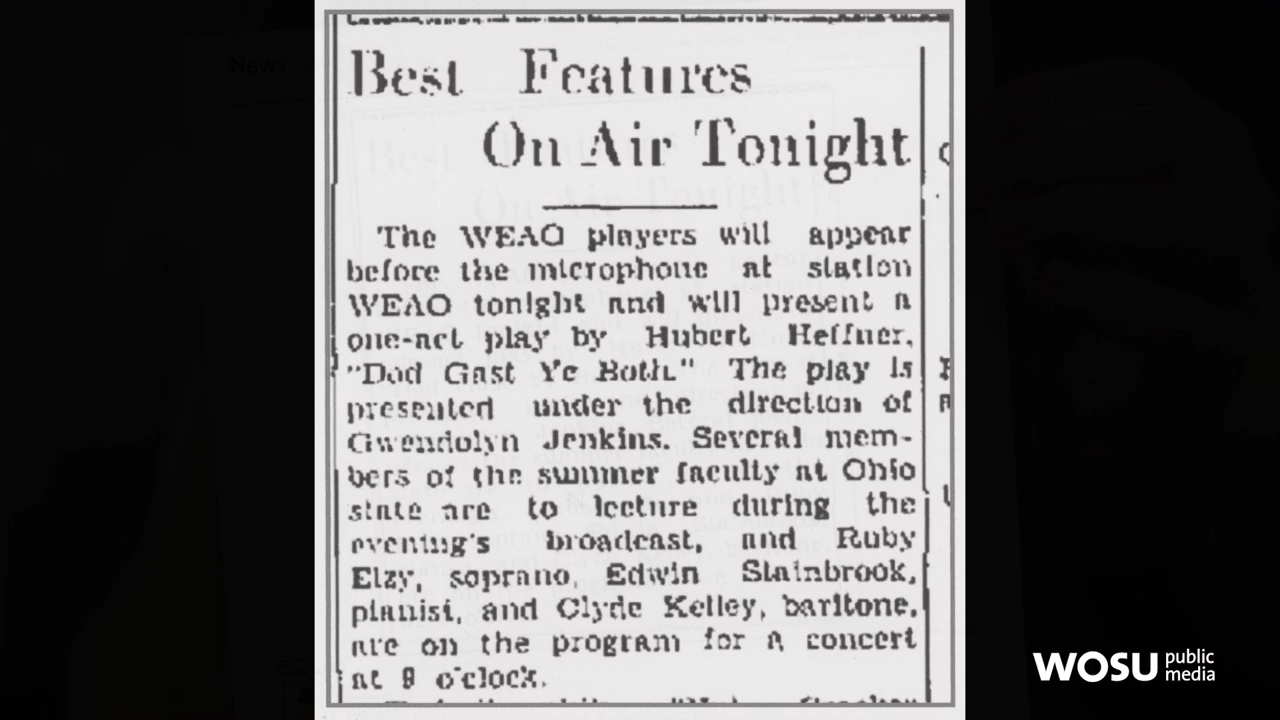 News
Best Features
On Air Tonight
The WEAO players will appear
before the microphone at station
WEAO tonight and will present a
one-act play by Hubert Heffner,
"Dod Gast Ye Both." The play is
presented under the direction of
Gwendolyn Jenkins. Several mem-
bers of the summer faculty at Ohio
state are to lecture during the
evening's broadcast, and Ruby
Elzy, soprano, Edwin Stainbrook,
pianist, and Clyde Kelley, baritone,
are on the program for a concert
at o'clock.
WOSU public
media